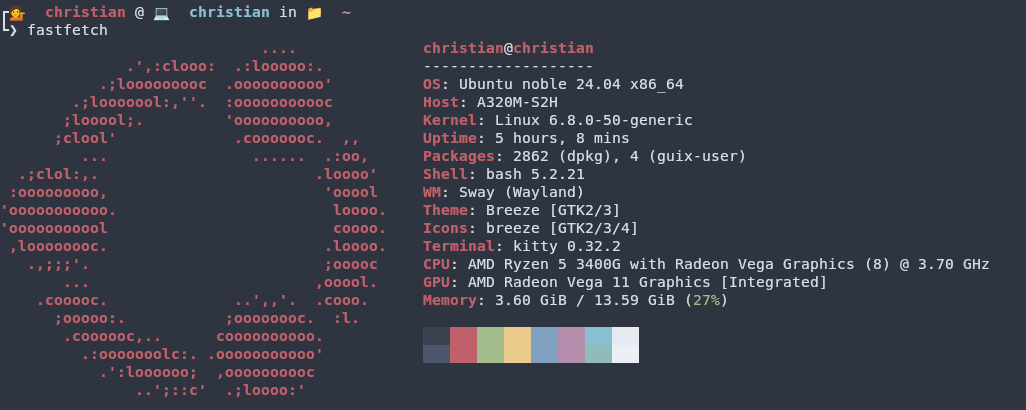 christian @ 💻 christian in 📁 ~
❯ fastfetch
christian@christian
-------------------
OS: Ubuntu noble 24.04 x86_64
Host: A320M-S2H
Kernel: Linux 6.8.0-50-generic
Uptime: 5 hours, 8 mins
Packages: 2862 (dpkg), 4 (guix-user)
Shell: bash 5.2.21
WM: Sway (Wayland)
Theme: Breeze [GTK2/3]
Icons: breeze [GTK2/3/4]
Terminal: kitty 0.32.2
CPU: AMD Ryzen 5 3400G with Radeon Vega Graphics (8) @ 3.70 GHz
GPU: AMD Radeon Vega 11 Graphics [Integrated]
Memory: 3.60 GiB / 13.59 GiB (27%)